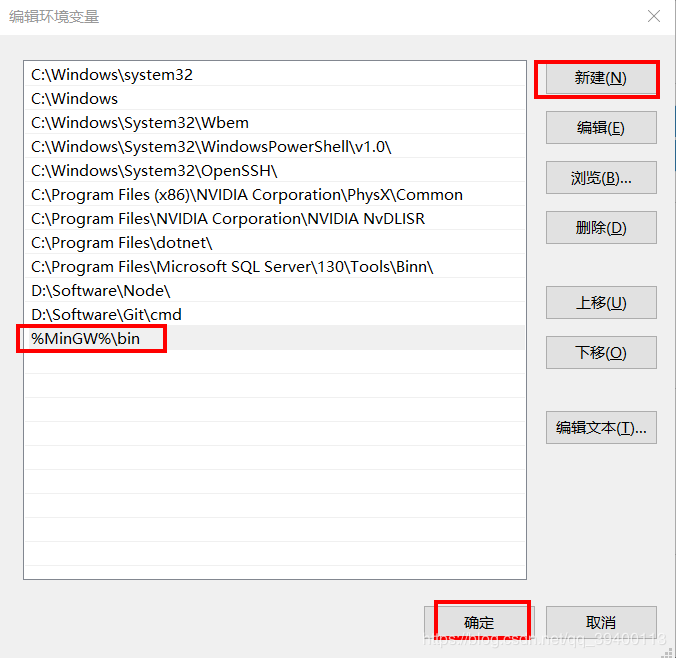 编辑环境变量
C:\Windows\system32
C:\Windows
C:\Windows\System32\Wbem
C:\Windows\System32\WindowsPowerShell\v1.0\
C:\Windows\System32\OpenSSH\
C:\Program Files (x86)\NVIDIA Corporation\PhysX\Common
C:\Program Files\NVIDIA Corporation\NVIDIA NvDLISR
C:\Program Files\dotnet\
C:\Program Files\Microsoft SQL Server\130\Tools\Binn\
D:\Software\Node\
D:\Software\Git\cmd
%MinGW%\bin
新建(N)
编辑(E)
浏览(B)...
删除(D)
上移(U)
下移(O)
编辑文本(T)...
确定
取消
https://blog.csdn.net/qq_39400113